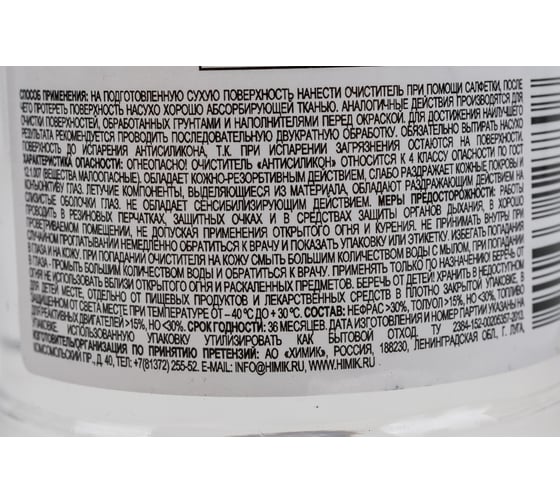 СПОСОБ ПРИМЕНЕНИЯ: НА ПОДГОТОВЛЕННУЮ СУХУЮ ПОВЕРХНОСТЬ НАНЕСТИ ОЧИСТИТЕЛЬ ПРИ ПОМОЩИ САЛФЕТКИ, ПОСЛЕ
ЧЕГО ПРОТЕРЕТЬ ПОВЕРХНОСТЬ НАСУХО ХОРОШО АБСОРБИРУЮЩЕЙ ТКАНЬЮ. АНАЛОГИЧНЫЕ ДЕЙСТВИЯ ПРОИЗВОДЯТСЯ ДЛЯ
ОЧИСТКИ ПОВЕРХНОСТЕЙ, ОБРАБОТАННЫХ ГРУНТАМИ И НАПОЛНИТЕЛЯМИ ПЕРЕД ОКРАСКОЙ. ДЛЯ ДОСТИЖЕНИЯ НАИЛУЧШЕГО
РЕЗУЛЬТАТА РЕКОМЕНДУЕТСЯ ПРОВОДИТЬ ПОСЛЕДОВАТЕЛЬНУЮ ДВУКРАТНУЮ ОБРАБОТКУ. ОБЯЗАТЕЛЬНО ВЫТИРАТЬ НАСУХО
ПОВЕРХНОСТЬ ДО ИСПАРЕНИЯ АНТИСИЛИКОНА, Т.К. ПРИ ИСПАРЕНИИ ЗАГРЯЗНЕНИЯ ОСТАЮТСЯ НА ПОВЕРХНОСТИ.
ХАРАКТЕРИСТИКА ОПАСНОСТИ: ОГНЕОПАСНО! ОЧИСТИТЕЛЬ «АНТИСИЛИКОН» ОТНОСИТСЯ К 4 КЛАССУ ОПАСНОСТИ ПО ГОСТ
12.1.007 (ВЕЩЕСТВА МАЛООПАСНЫЕ). ОБЛАДАЕТ КОЖНО-РЕЗОРБТИВНЫМ ДЕЙСТВИЕМ, СЛАБО РАЗДРАЖАЕТ КОЖНЫЕ ПОКРОВЫ И
КОНЪЮНКТИВУ ГЛАЗ. ЛЕТУЧИЕ КОМПОНЕНТЫ, ВЫДЕЛЯЮЩИЕСЯ ИЗ МАТЕРИАЛА, ОБЛАДАЮТ РАЗДРАЖАЮЩИМ ДЕЙСТВИЕМ НА
СЛИЗИСТЫЕ ОБОЛОЧКИ ГЛАЗ. НЕ ОБЛАДАЕТ СЕНСИБИЛИЗИРУЮЩИМ ДЕЙСТВИЕМ. МЕРЫ ПРЕДОСТОРОЖНОСТИ: РАБОТЫ
ПРОВОДИТЬ В РЕЗИНОВЫХ ПЕРЧАТКАХ, ЗАЩИТНЫХ ОЧКАХ И В СРЕДСТВАХ ЗАЩИТЫ ОРГАНОВ ДЫХАНИЯ, В ХОРОШО
ПРОВЕТРИВАЕМОМ ПОМЕЩЕНИИ, НЕ ДОПУСКАЯ ПРИМЕНЕНИЯ ОТКРЫТОГО ОГНЯ И КУРЕНИЯ. НЕ ПРИНИМАТЬ ВНУТРЬ! ПРИ
СЛУЧАЙНОМ ПРОГЛАТЫВАНИИ НЕМЕДЛЕННО ОБРАТИТЬСЯ К ВРАЧУ И ПОКАЗАТЬ УПАКОВКУ ИЛИ ЭТИКЕТКУ. ИЗБЕГАТЬ ПОПАДАНИЯ
В ГЛАЗА И НА КОЖУ. ПРИ ПОПАДАНИИ ОЧИСТИТЕЛЯ НА КОЖУ СМЫТЬ БОЛЬШИМ КОЛИЧЕСТВОМ ВОДЫ С МЫЛОМ, ПРИ ПОПАДАНИИ
В ГЛАЗА - ПРОМЫТЬ БОЛЬШИМ КОЛИЧЕСТВОМ ВОДЫ И ОБРАТИТЬСЯ К ВРАЧУ. ПРИМЕНЯТЬ ТОЛЬКО ПО НАЗНАЧЕНИЮ! БЕРЕЧЬ ОТ
ОГНЯ! НЕ ИСПОЛЬЗОВАТЬ ВБЛИЗИ ОТКРЫТОГО ОГНЯ И РАСКАЛЕННЫХ ПРЕДМЕТОВ. БЕРЕЧЬ ОТ ДЕТЕЙ! ХРАНИТЬ В НЕДОСТУПНОМ
ДЛЯ ДЕТЕЙ МЕСТЕ, ОТДЕЛЬНО ОТ ПИЩЕВЫХ ПРОДУКТОВ И ЛЕКАРСТВЕННЫХ СРЕДСТВ В ПЛОТНО ЗАКРЫТОЙ УПАКОВКЕ, В
ЗАЩИЩЕННОМ ОТ СВЕТА МЕСТЕ ПРИ ТЕМПЕРАТУРЕ ОТ – 40 °С ДО + 30 °С. СОСТАВ: НЕФРАС >30%, ТОЛУОЛ >15%, НО <30%, ТОПЛИВО
ДЛЯ РЕАКТИВНЫХ ДВИГАТЕЛЕЙ >15%, НО <30%. СРОК ГОДНОСТИ: 36 МЕСЯЦЕВ. ДАТА ИЗГОТОВЛЕНИЯ И НОМЕР ПАРТИИ УКАЗАНЫ НА
УПАКОВКЕ. ИСПОЛЬЗОВАННУЮ УПАКОВКУ УТИЛИЗИРОВАТЬ КАК БЫТОВОЙ ОТХОД. ТУ 2384-152-00205357-2012.
ИЗГОТОВИТЕЛЬ/ОРГАНИЗАЦИЯ ПО ПРИНЯТИЮ ПРЕТЕНЗИЙ: АО «ХИМИК», РОССИЯ, 188230, ЛЕНИНГРАДСКАЯ ОБЛ., Г. ЛУГА,
КОМСОМОЛЬСКИЙ ПР., Д. 40, ТЕЛ: +7(81372) 255-52. E-MAIL: INFO@HIMIK.RU, WWW.HIMIK.RU